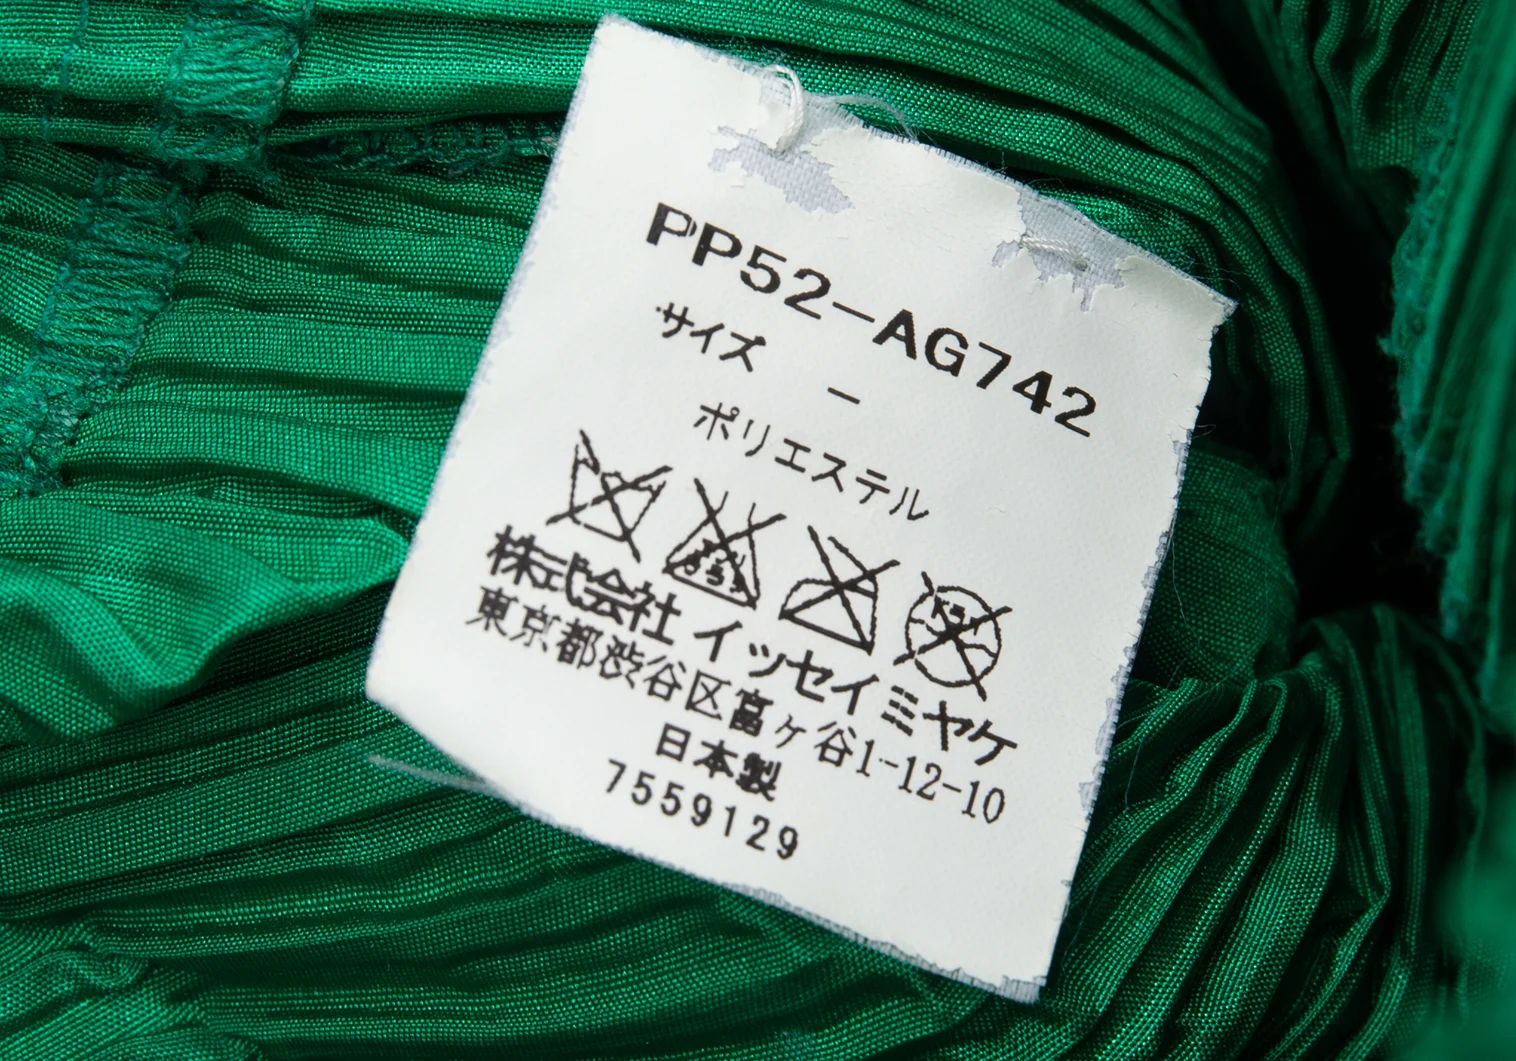 PP52-AG742
サイズ -
ポリエステル
株式会社 イッセイミヤケ
東京都渋谷区富ヶ谷1-12-10
日本製
7559129